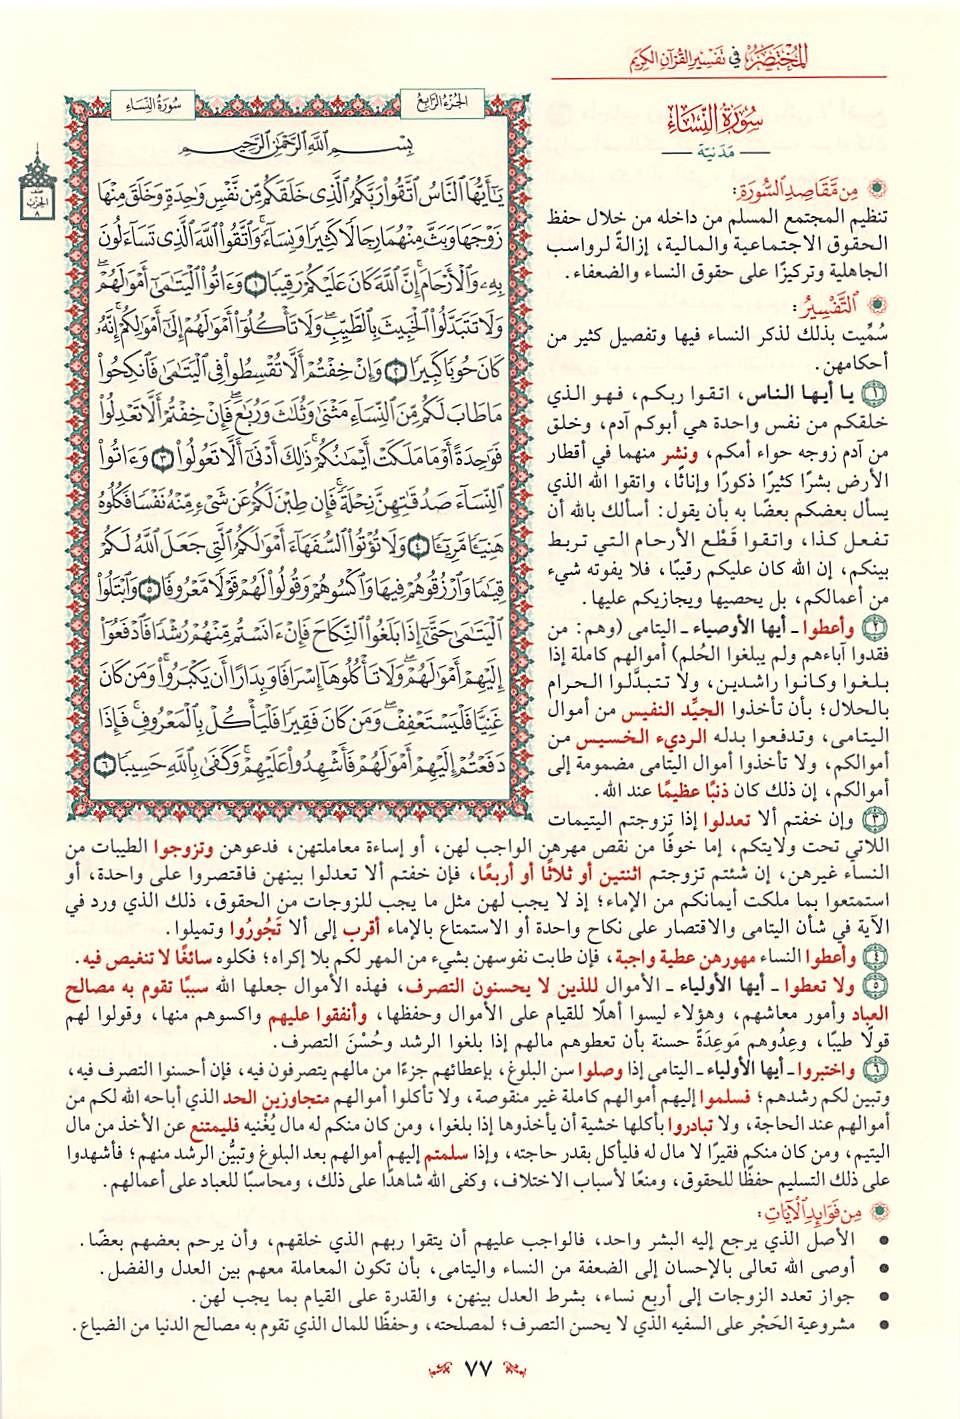 المختصر في تفسير القرآن الكريم
سورة النساء
مدنية
الجزء الرابع
سورة النساء
نصف
الحزب
٨
بِسْمِ اللَّهِ الرَّحْمَٰنِ الرَّحِيمِ
يَٰٓأَيُّهَا ٱلنَّاسُ ٱتَّقُوا۟ رَبَّكُمُ ٱلَّذِى خَلَقَكُم مِّن نَّفْسٍ وَٰحِدَةٍ وَخَلَقَ مِنْهَا
زَوْجَهَا وَبَثَّ مِنْهُمَا رِجَالًا كَثِيرًا وَنِسَآءً ۚ وَٱتَّقُوا۟ ٱللَّهَ ٱلَّذِى تَسَآءَلُونَ
بِهِۦ وَٱلْأَرْحَامَ ۚ إِنَّ ٱللَّهَ كَانَ عَلَيْكُمْ رَقِيبًا ١ وَءَاتُوا۟ ٱلْيَتَٰمَىٰٓ أَمْوَٰلَهُمْ ۖ
وَلَا تَتَبَدَّلُوا۟ ٱلْخَبِيثَ بِٱلطَّيِّبِ ۖ وَلَا تَأْكُلُوٓا۟ أَمْوَٰلَهُمْ إِلَىٰٓ أَمْوَٰلِكُمْ ۚ إِنَّهُۥ
كَانَ حُوبًا كَبِيرًا ٢ وَإِنْ خِفْتُمْ أَلَّا تُقْسِطُوا۟ فِى ٱلْيَتَٰمَىٰ فَٱنكِحُوا۟
مَا طَابَ لَكُم مِّنَ ٱلنِّسَآءِ مَثْنَىٰ وَثُلَٰثَ وَرُبَٰعَ ۖ فَإِنْ خِفْتُمْ أَلَّا تَعْدِلُوا۟
فَوَٰحِدَةً أَوْ مَا مَلَكَتْ أَيْمَٰنُكُمْ ۚ ذَٰلِكَ أَدْنَىٰٓ أَلَّا تَعُولُوا۟ ٣ وَءَاتُوا۟
ٱلنِّسَآءَ صَدُقَٰتِهِنَّ نِحْلَةً ۚ فَإِن طِبْنَ لَكُمْ عَن شَىْءٍ مِّنْهُ نَفْسًا فَكُلُوهُ
هَنِيٓـًٔا مَّرِيٓـًٔا ٤ وَلَا تُؤْتُوا۟ ٱلسُّفَهَآءَ أَمْوَٰلَكُمُ ٱلَّتِى جَعَلَ ٱللَّهُ لَكُمْ
قِيَٰمًا وَٱرْزُقُوهُمْ فِيهَا وَٱكْسُوهُمْ وَقُولُوا۟ لَهُمْ قَوْلًا مَّعْرُوفًا ٥ وَٱبْتَلُوا۟
ٱلْيَتَٰمَىٰ حَتَّىٰٓ إِذَا بَلَغُوا۟ ٱلنِّكَاحَ فَإِنْ ءَانَسْتُم مِّنْهُمْ رُشْدًا فَٱدْفَعُوٓا۟
إِلَيْهِمْ أَمْوَٰلَهُمْ ۖ وَلَا تَأْكُلُوهَآ إِسْرَافًا وَبِدَارًا أَن يَكْبَرُوا۟ ۚ وَمَن كَانَ
غَنِيًّا فَلْيَسْتَعْفِفْ ۖ وَمَن كَانَ فَقِيرًا فَلْيَأْكُلْ بِٱلْمَعْرُوفِ ۚ فَإِذَا
دَفَعْتُمْ إِلَيْهِمْ أَمْوَٰلَهُمْ فَأَشْهِدُوا۟ عَلَيْهِمْ ۚ وَكَفَىٰ بِٱللَّهِ حَسِيبًا ٦
من مقاصد السورة:
تنظيم المجتمع المسلم من داخله من خلال حفظ
الحقوق الاجتماعية والمالية، إزالةً لرواسب
الجاهلية وتركيزًا على حقوق النساء والضعفاء.
التفسير:
سُمِّيت بذلك لذكر النساء فيها وتفصيل كثير من
أحكامهن.
١ يا أيها الناس، اتقوا ربكم، فهو الذي
خلقكم من نفس واحدة هي أبوكم آدم، وخلق
من آدم زوجه حواء أمكم، ونشر منهما في أقطار
الأرض بشرًا كثيرًا ذكورًا وإناثًا، واتقوا الله الذي
يسأل بعضكم بعضًا به بأن يقول: أسألك بالله أن
تفعل كذا، واتقوا قَطْع الأرحام التي تربط
بينكم، إن الله كان عليكم رقيبًا، فلا يفوته شيء
من أعمالكم، بل يحصيها ويجازيكم عليها.
٢ وأعطوا ـ أيها الأوصياء ـ اليتامى (وهم: من
فقدوا آباءهم ولم يبلغوا الحُلم) أموالهم كاملة إذا
بلغوا وكانوا راشدين، ولا تتبدَّلوا الحرام
بالحلال؛ بأن تأخذوا الجيِّد النفيس من أموال
اليتامى، وتدفعوا بدله الرديء الخسيس من
أموالكم، ولا تأخذوا أموال اليتامى مضمومة إلى
أموالكم، إن ذلك كان ذنبًا عظيمًا عند الله.
٣ وإن خفتم ألا تعدلوا إذا تزوجتم اليتيمات
اللاتي تحت ولايتكم، إما خوفًا من نقص مهرهن الواجب لهن، أو إساءة معاملتهن، فدعوهن وتزوجوا الطيبات من
النساء غيرهن، إن شئتم تزوجتم اثنتين أو ثلاثًا أو أربعًا، فإن خفتم ألا تعدلوا بينهن فاقتصروا على واحدة، أو
استمتعوا بما ملكت أيمانكم من الإماء؛ إذ لا يجب لهن مثل ما يجب للزوجات من الحقوق، ذلك الذي ورد في
الآية في شأن اليتامى والاقتصار على نكاح واحدة أو الاستمتاع بالإماء أقرب إلى ألا تَجُورُوا وتميلوا.
٤ وأعطوا النساء مهورهن عطية واجبة، فإن طابت نفوسهن بشيء من المهر لكم بلا إكراه؛ فكلوه سائغًا لا تنغيص فيه.
٥ ولا تعطوا ـ أيها الأولياء ـ الأموال للذين لا يحسنون التصرف، فهذه الأموال جعلها الله سببًا تقوم به مصالح
العباد وأمور معاشهم، وهؤلاء ليسوا أهلًا للقيام على الأموال وحفظها، وأنفقوا عليهم واكسوهم منها، وقولوا لهم
قولًا طيبًا، وعِدُوهم مَوعِدَةً حسنة بأن تعطوهم مالهم إذا بلغوا الرشد وحُسْنَ التصرف.
٦ واختبروا ـ أيها الأولياء ـ اليتامى إذا وصلوا سن البلوغ، بإعطائهم جزءًا من مالهم يتصرفون فيه، فإن أحسنوا التصرف فيه،
وتبين لكم رشدهم؛ فسلموا إليهم أموالهم كاملة غير منقوصة، ولا تأكلوا أموالهم متجاوزين الحد الذي أباحه الله لكم من
أموالهم عند الحاجة، ولا تبادروا بأكلها خشية أن يأخذوها إذا بلغوا، ومن كان منكم له مال يُغْنيه فليمتنع عن الأخذ من مال
اليتيم، ومن كان منكم فقيرًا لا مال له فليأكل بقدر حاجته، وإذا سلمتم إليهم أموالهم بعد البلوغ وتبيُّن الرشد منهم؛ فأشهدوا
على ذلك التسليم حفظًا للحقوق، ومنعًا لأسباب الاختلاف، وكفى الله شاهدًا على ذلك، ومحاسبًا للعباد على أعمالهم.
من فوائد الآيات:
• الأصل الذي يرجع إليه البشر واحد، فالواجب عليهم أن يتقوا ربهم الذي خلقهم، وأن يرحم بعضهم بعضًا.
• أوصى الله تعالى بالإحسان إلى الضعفة من النساء واليتامى، بأن تكون المعاملة معهم بين العدل والفضل.
• جواز تعدد الزوجات إلى أربع نساء، بشرط العدل بينهن، والقدرة على القيام بما يجب لهن.
• مشروعية الحَجْر على السفيه الذي لا يحسن التصرف؛ لمصلحته، وحفظًا للمال الذي تقوم به مصالح الدنيا من الضياع.
٧٧